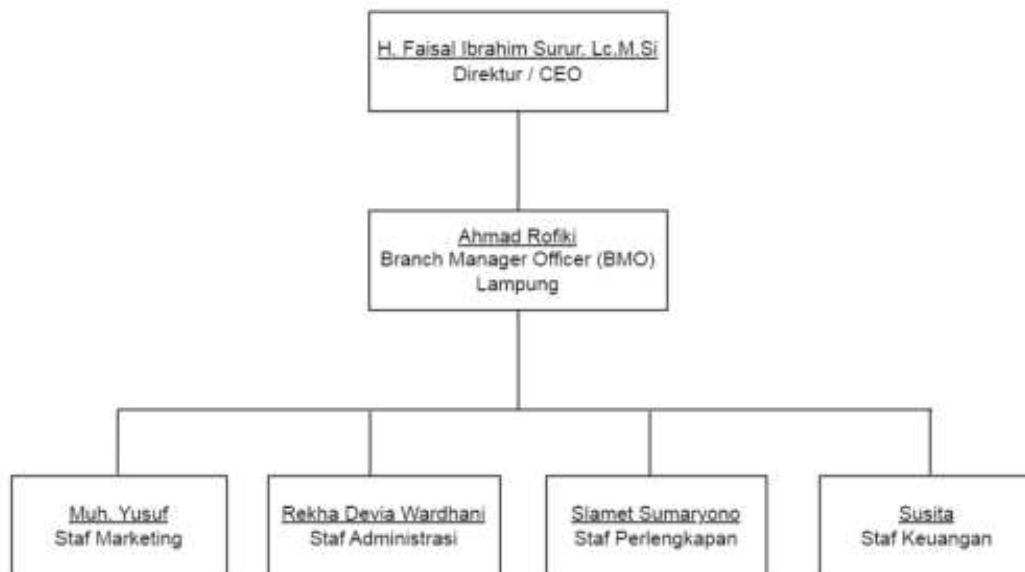 H. Faisal Ibrahim Surur. Lc.M.Si
Direktur / CEO
Ahmad Rofiki
Branch Manager Officer (BMO)
Lampung
Muh. Yusuf
Staf Marketing
Rekha Devia Wardhani
Staf Administrasi
Slamet Sumaryono
Staf Perlengkapan
Susita
Staf Keuangan